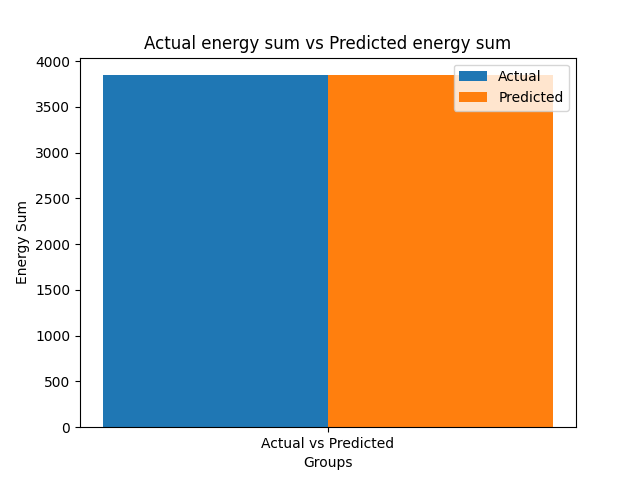 Actual energy sum vs Predicted energy sum
4000
3500
3000
2500
2000
1500
1000
500
0
Energy Sum
Actual
Predicted
Actual vs Predicted
Groups